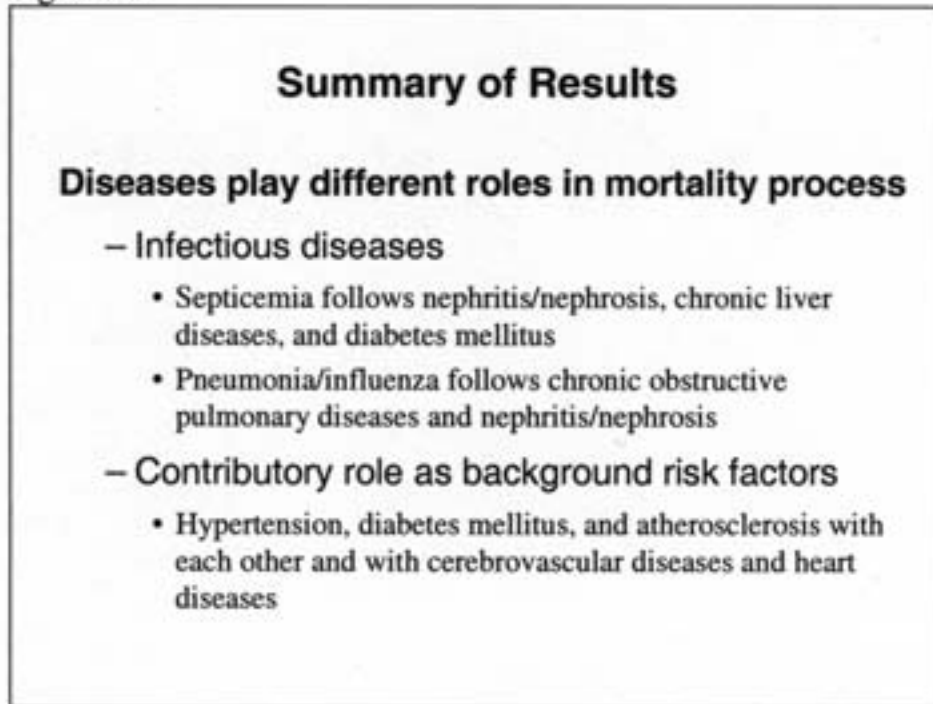 Summary of Results
Diseases play different roles in mortality process
– Infectious diseases
• Septicemia follows nephritis/nephrosis, chronic liver
diseases, and diabetes mellitus
• Pneumonia/influenza follows chronic obstructive
pulmonary diseases and nephritis/nephrosis
– Contributory role as background risk factors
• Hypertension, diabetes mellitus, and atherosclerosis with
each other and with cerebrovascular diseases and heart
diseases